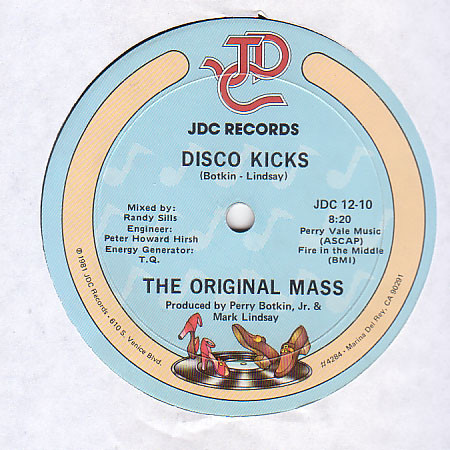 JDC
JDC RECORDS
DISCO KICKS
(Botkin - Lindsay)
Mixed by:
Randy Sills
Engineer:
Peter Howard Hirsh
Energy Generator:
T.Q.
JDC 12-10
8:20
Perry Vale Music
(ASCAP)
Fire in the Middle
(BMI)
THE ORIGINAL MASS
Produced by Perry Botkin, Jr. &
Mark Lindsay
℗ 1981 JDC Records - 610 S. Venice Blvd.
#4284 - Marina Del Rey, CA 90291